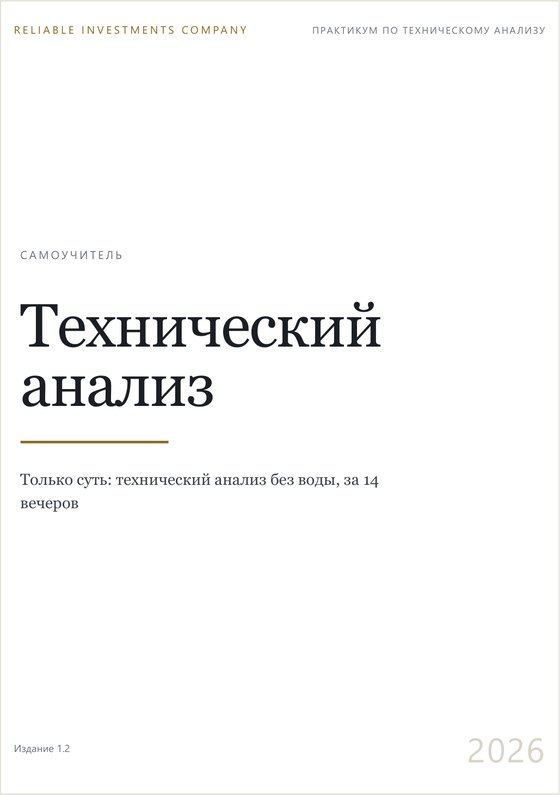 RELIABLE INVESTMENTS COMPANY
ПРАКТИКУМ ПО ТЕХНИЧЕСКОМУ АНАЛИЗУ
САМОУЧИТЕЛЬ
Технический
анализ
Только суть: технический анализ без воды, за 14
вечеров
Издание 1.2
2026